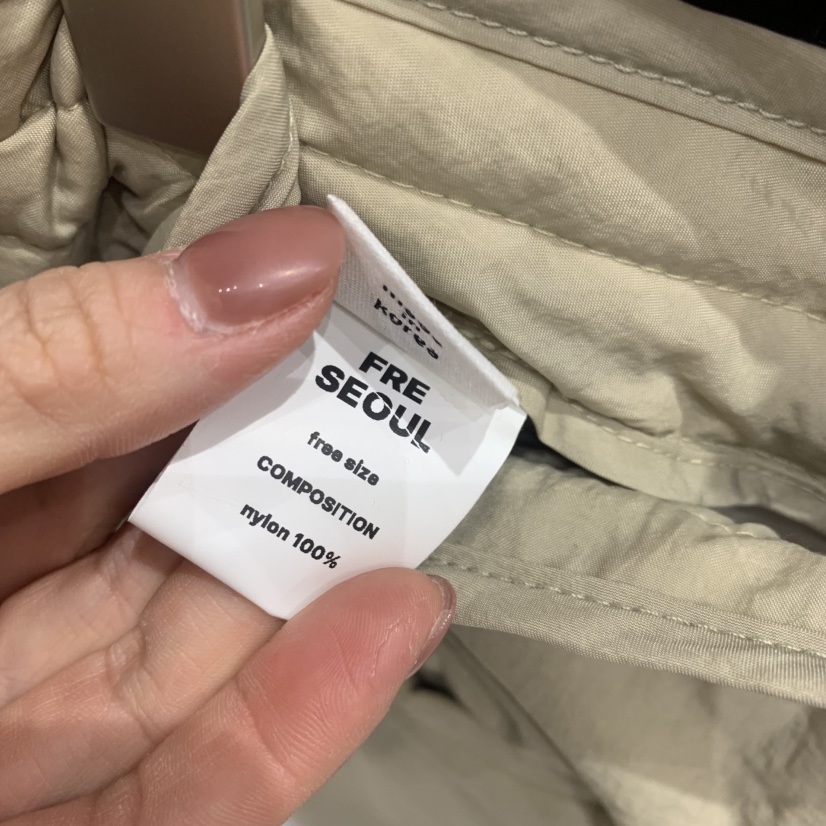 korea
FRE
SEOUL
free size
COMPOSITION
nylon 100%